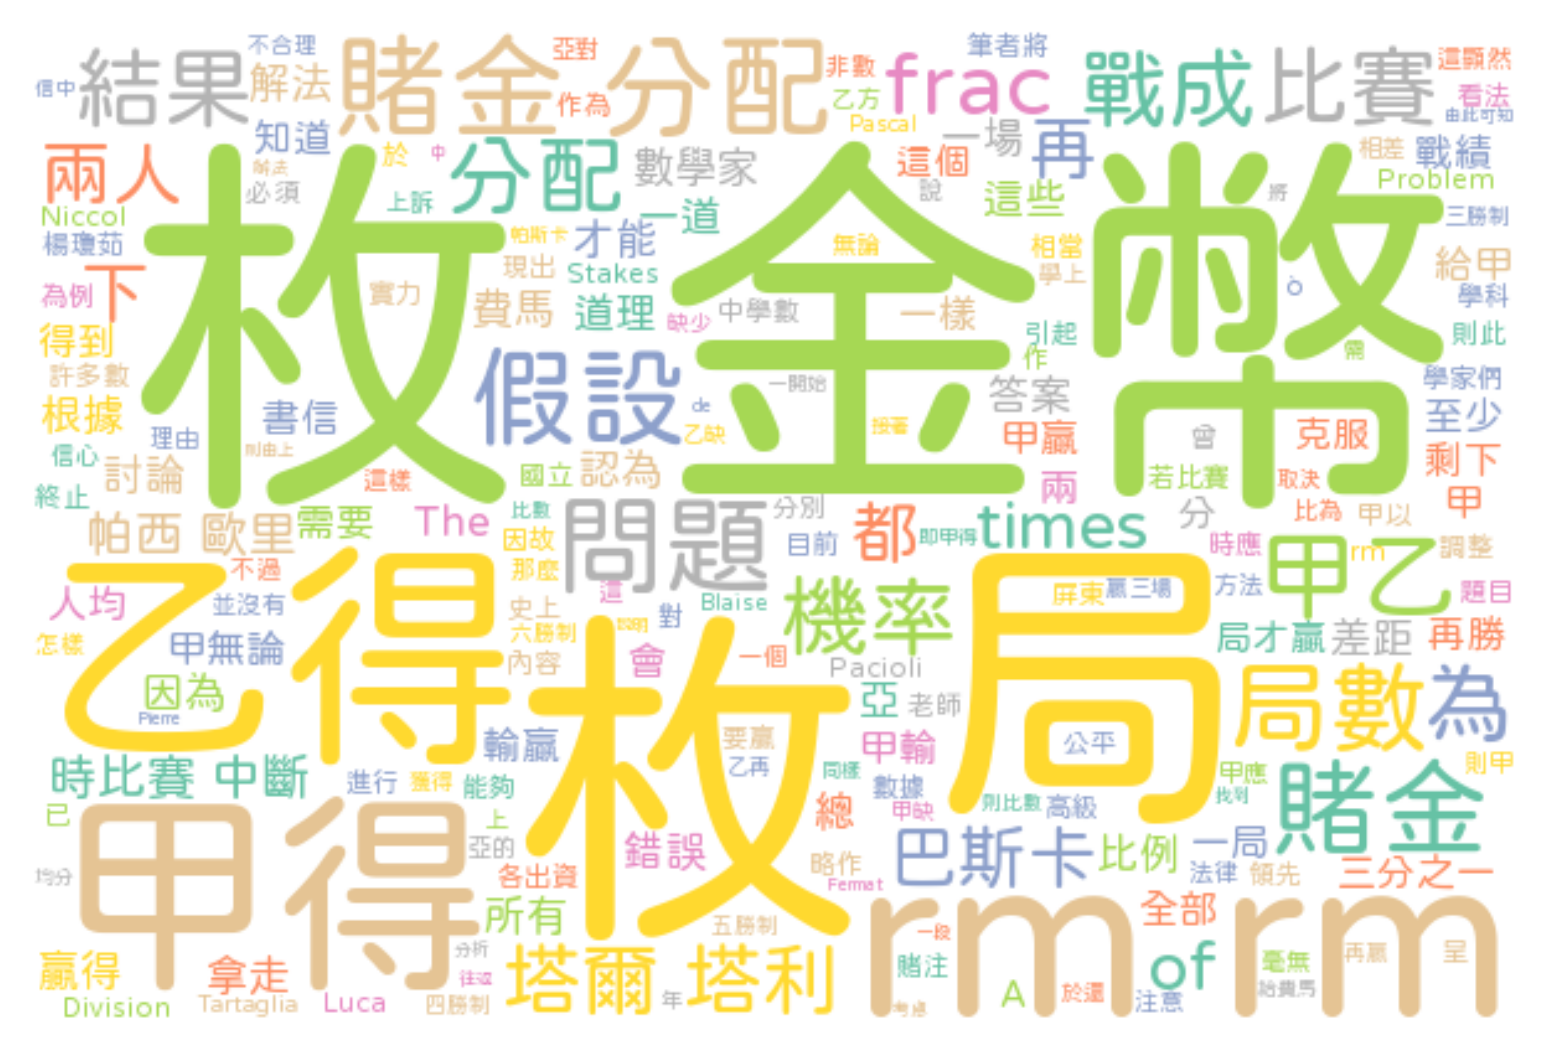 不合理 亞對 筆者將
信中 結果 解法 賭金分配 非數 frac 戰成 比賽 這顯然
作為 乙方 看法
知道 Pascal 一場 再 由此可知
兩人 於 中 分配 數學家 這個 相差 戰績
解法 必須 說 將 Problem
Niccol 上訴 一道 這些 三勝制
枚 金幣
楊瓊茹 帕斯卡 才能 無論 相當
現出 Stakes 學上 給甲
為例 下 實力 費馬 道理 缺少 中學數 一樣 ò 學科
得到 引起 則此
許多數 假設 一開始 作 需 學家們
根據 書信 de 答案 至少
理由 乙缺 接著 甲贏 曾 克服
信心 則由上 剩下
討論 這樣 國立 認為 兩 若比賽 取決
終止 比數 分別 分 比為 甲以 甲
帕西歐里 需要 The 因故 問題 目前 都 即甲得 times 時應 甲乙 rm 調整
不過 那麼
乙得 枚 局
人均 並沒有 史上 這 對 Blaise 機率 屏東 贏三場 方法 題目
怎樣 甲無論 六勝制 局才贏 差距 再勝
內容 會 一個 Pacioli
因為 亞 老師 局數 為
Pierre 輸贏 要贏 甲輸 公平
時比賽 中斷 進行 獲得 能夠 乙再 同樣 數據 甲應 則甲
找到 賭金
已 甲得 上 總 甲缺 則比數 高級
亞的 錯誤 巴斯卡 比例 一局
均分 各出資 略作 Fermat 法律 領先 三分之一
所有 五勝制 rm 一段 全部 rm
贏得 拿走 分析 往返 塔爾塔利 賭注 of 毫無 再贏 呈
Division Tartaglia Luca 四勝制 年 考慮 A 於還 注意 給費馬